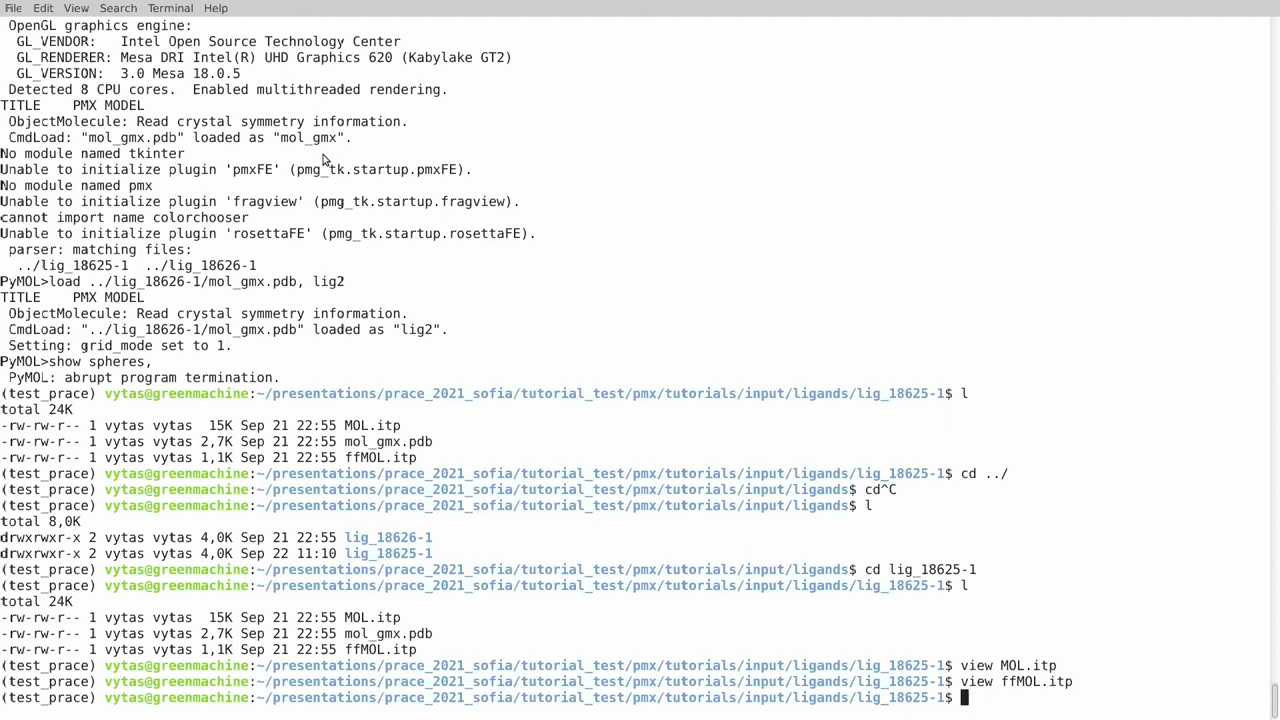 File Edit View Search Terminal Help
OpenGL graphics engine:
GL_VENDOR: Intel Open Source Technology Center
GL_RENDERER: Mesa DRI Intel(R) UHD Graphics 620 (Kabylake GT2)
GL_VERSION: 3.0 Mesa 18.0.5
Detected 8 CPU cores. Enabled multithreaded rendering.
TITLE PMX MODEL
ObjectMolecule: Read crystal symmetry information.
CmdLoad: "mol_gmx.pdb" loaded as "mol_gmx".
No module named tkinter
Unable to initialize plugin 'pmxFE' (pmg_tk.startup.pmxFE).
No module named pmx
Unable to initialize plugin 'fragview' (pmg_tk.startup.fragview).
cannot import name colorchooser
Unable to initialize plugin 'rosettaFE' (pmg_tk.startup.rosettaFE).
parser: matching files:
../lig_18625-1 ../lig_18626-1
PyMOL>load ../lig_18626-1/mol_gmx.pdb, lig2
TITLE PMX MODEL
ObjectMolecule: Read crystal symmetry information.
CmdLoad: "../lig_18626-1/mol_gmx.pdb" loaded as "lig2".
Setting: grid_mode set to 1.
PyMOL>show spheres,
PyMOL: abrupt program termination.
(test_prace) vytas@greenmachine:~/presentations/prace_2021_sofia/tutorial_test/pmx/tutorials/input/ligands/lig_18625-1$ l
total 24K
-rw-rw-r-- 1 vytas vytas 15K Sep 21 22:55 MOL.itp
-rw-rw-r-- 1 vytas vytas 2,7K Sep 21 22:55 mol_gmx.pdb
-rw-rw-r-- 1 vytas vytas 1,1K Sep 21 22:55 ffMOL.itp
(test_prace) vytas@greenmachine:~/presentations/prace_2021_sofia/tutorial_test/pmx/tutorials/input/ligands/lig_18625-1$ cd ../
(test_prace) vytas@greenmachine:~/presentations/prace_2021_sofia/tutorial_test/pmx/tutorials/input/ligands$ cd^C
(test_prace) vytas@greenmachine:~/presentations/prace_2021_sofia/tutorial_test/pmx/tutorials/input/ligands$ l
total 8,0K
drwxrwxr-x 2 vytas vytas 4,0K Sep 21 22:55 lig_18626-1
drwxrwxr-x 2 vytas vytas 4,0K Sep 22 11:10 lig_18625-1
(test_prace) vytas@greenmachine:~/presentations/prace_2021_sofia/tutorial_test/pmx/tutorials/input/ligands$ cd lig_18625-1
(test_prace) vytas@greenmachine:~/presentations/prace_2021_sofia/tutorial_test/pmx/tutorials/input/ligands/lig_18625-1$ l
total 24K
-rw-rw-r-- 1 vytas vytas 15K Sep 21 22:55 MOL.itp
-rw-rw-r-- 1 vytas vytas 2,7K Sep 21 22:55 mol_gmx.pdb
-rw-rw-r-- 1 vytas vytas 1,1K Sep 21 22:55 ffMOL.itp
(test_prace) vytas@greenmachine:~/presentations/prace_2021_sofia/tutorial_test/pmx/tutorials/input/ligands/lig_18625-1$ view MOL.itp
(test_prace) vytas@greenmachine:~/presentations/prace_2021_sofia/tutorial_test/pmx/tutorials/input/ligands/lig_18625-1$ view ffMOL.itp
(test_prace) vytas@greenmachine:~/presentations/prace_2021_sofia/tutorial_test/pmx/tutorials/input/ligands/lig_18625-1$